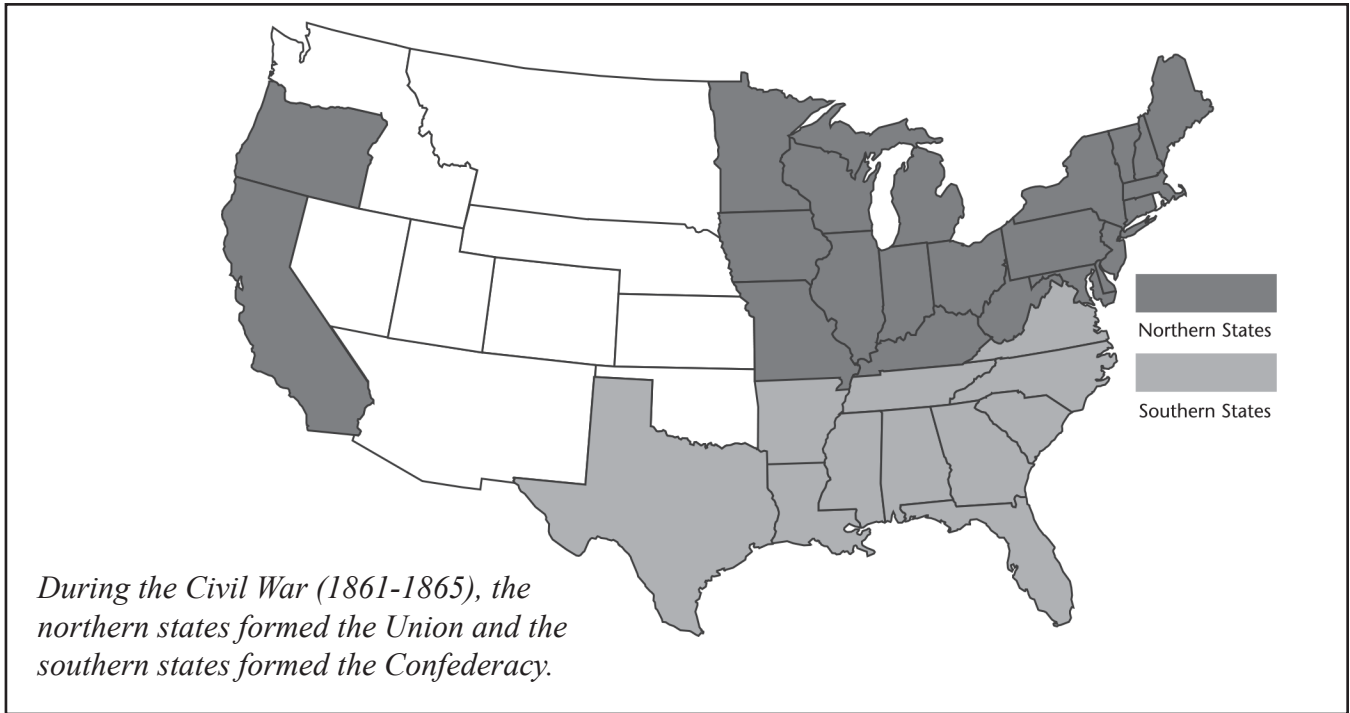 Northern States
Southern States
During the Civil War (1861-1865), the
northern states formed the Union and the
southern states formed the Confederacy.